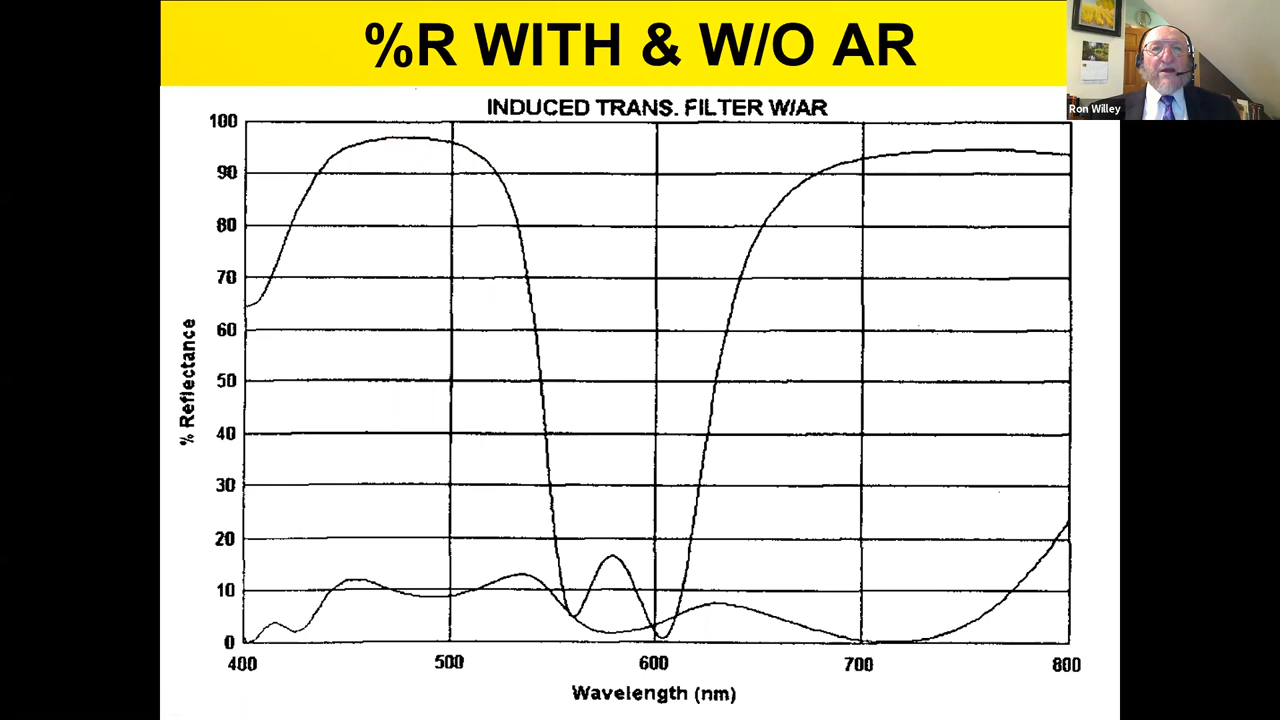 %R WITH & W/O AR
Ron Willey
INDUCED TRANS. FILTER W/AR
100
90
80
70
60
50
40
30
20
10
0
% Reflectance
400 500 600 700 800
Wavelength (nm)